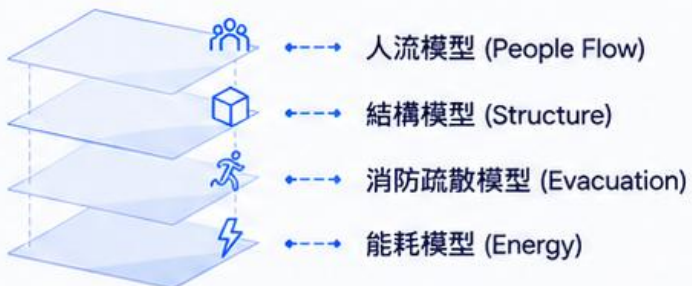 人流模型 (People Flow)
結構模型 (Structure)
消防疏散模型 (Evacuation)
能耗模型 (Energy)